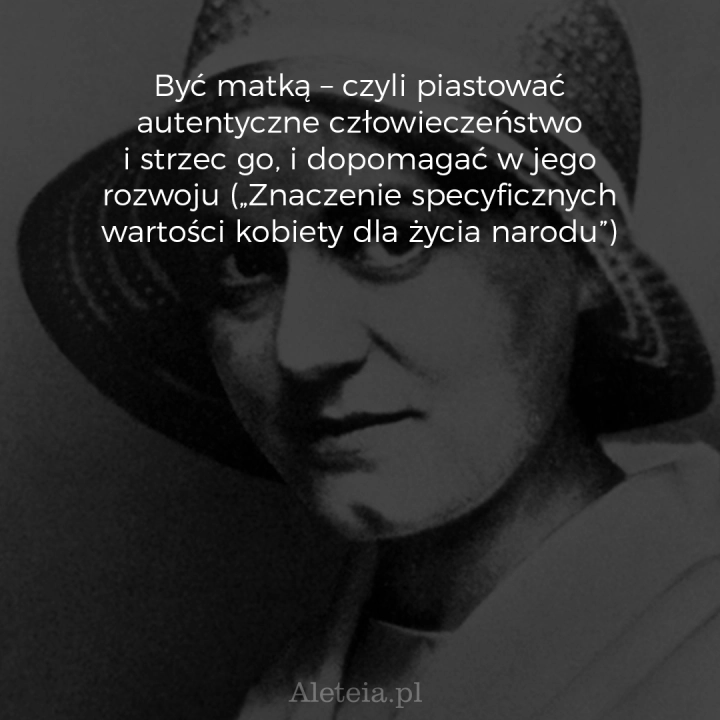 Być matką – czyli piastować
autentyczne człowieczeństwo
i strzec go, i dopomagać w jego
rozwoju („Znaczenie specyficznych
wartości kobiety dla życia narodu”)
Aleteia.pl